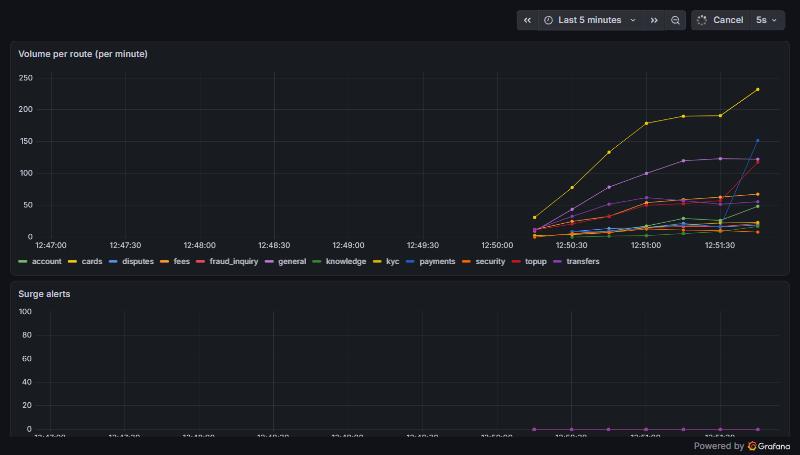 Last 5 minutes Cancel 5s
Volume per route (per minute)
250
200
150
100
50
0
12:47:00 12:47:30 12:48:00 12:48:30 12:49:00 12:49:30 12:50:00 12:50:30 12:51:00 12:51:30
account cards disputes fees fraud_inquiry general knowledge kyc payments security topup transfers
Surge alerts
100
80
60
40
20
0
Powered by Grafana